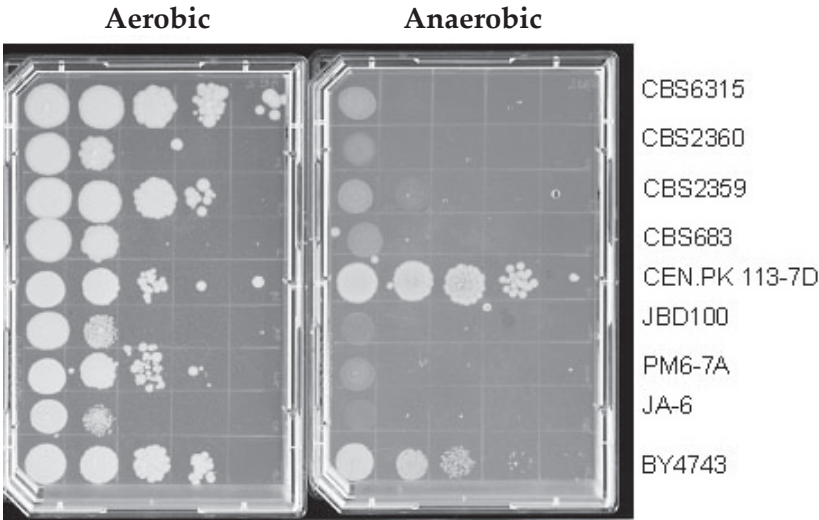 Aerobic
Anaerobic
CBS6315
CBS2360
CBS2359
CBS683
CEN.PK 113-7D
JBD100
PM6-7A
JA-6
BY4743